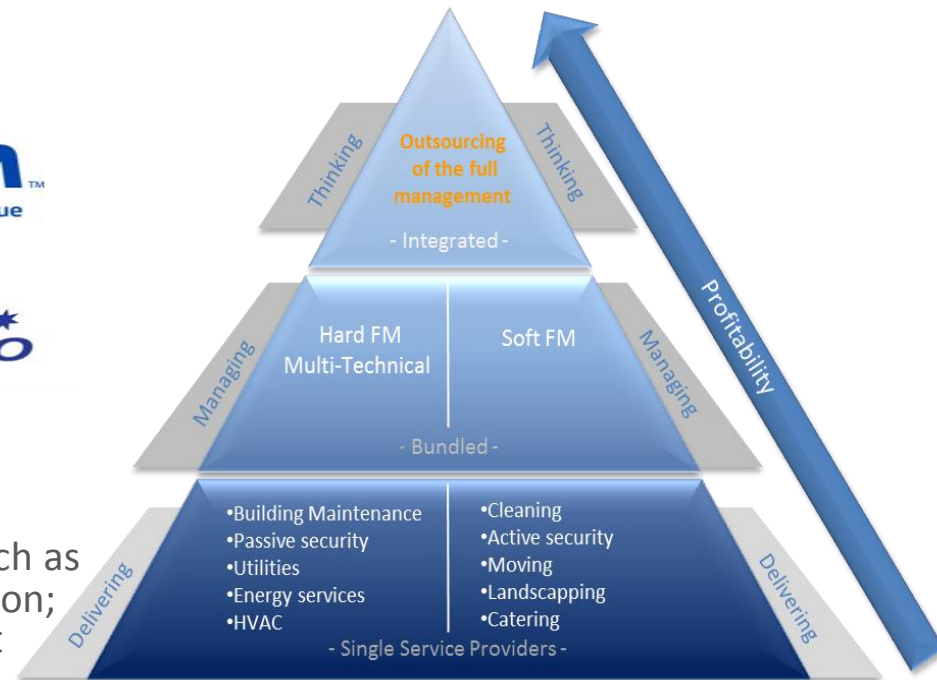 ™
ue
Outsourcing
of the full
management
- Integrated -
Thinking
Thinking
Profitability
Hard FM
Multi-Technical
Soft FM
- Bundled -
Managing
Managing
•Building Maintenance
•Passive security
•Utilities
•Energy services
•HVAC
•Cleaning
•Active security
•Moving
•Landscapping
•Catering
- Single Service Providers -
Delivering
Delivering
ch as
on;